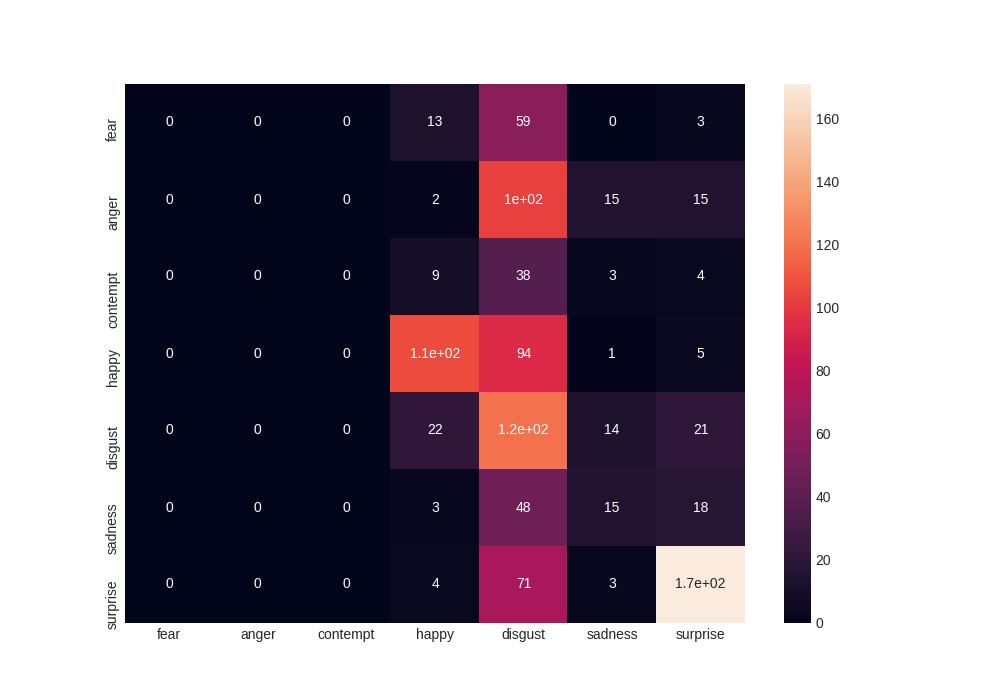 fear 0 0 0 13 59 0 3
anger 0 0 0 2 1e+02 15 15
contempt 0 0 0 9 38 3 4
happy 0 0 0 1.1e+02 94 1 5
disgust 0 0 0 22 1.2e+02 14 21
sadness 0 0 0 3 48 15 18
surprise 0 0 0 4 71 3 1.7e+02
fear anger contempt happy disgust sadness surprise
160
140
120
100
80
60
40
20
0